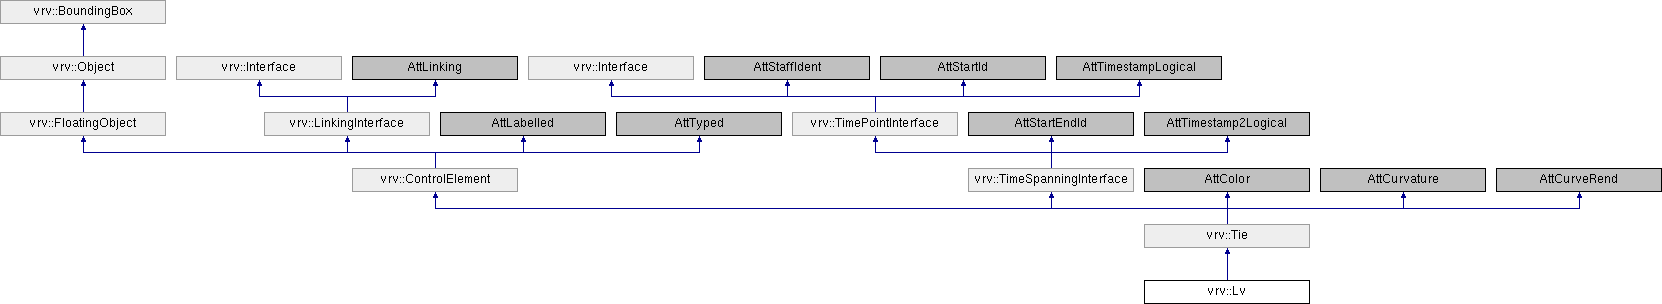 vrv::BoundingBox
vrv::Object
vrv::Interface
AttLinking
vrv::Interface
AttStaffIdent
AttStartId
AttTimestampLogical
vrv::FloatingObject
vrv::LinkingInterface
AttLabelled
AttTyped
vrv::TimePointInterface
AttStartEndId
AttTimestamp2Logical
vrv::ControlElement
vrv::TimeSpanningInterface
AttColor
AttCurvature
AttCurveRend
vrv::Tie
vrv::Lv